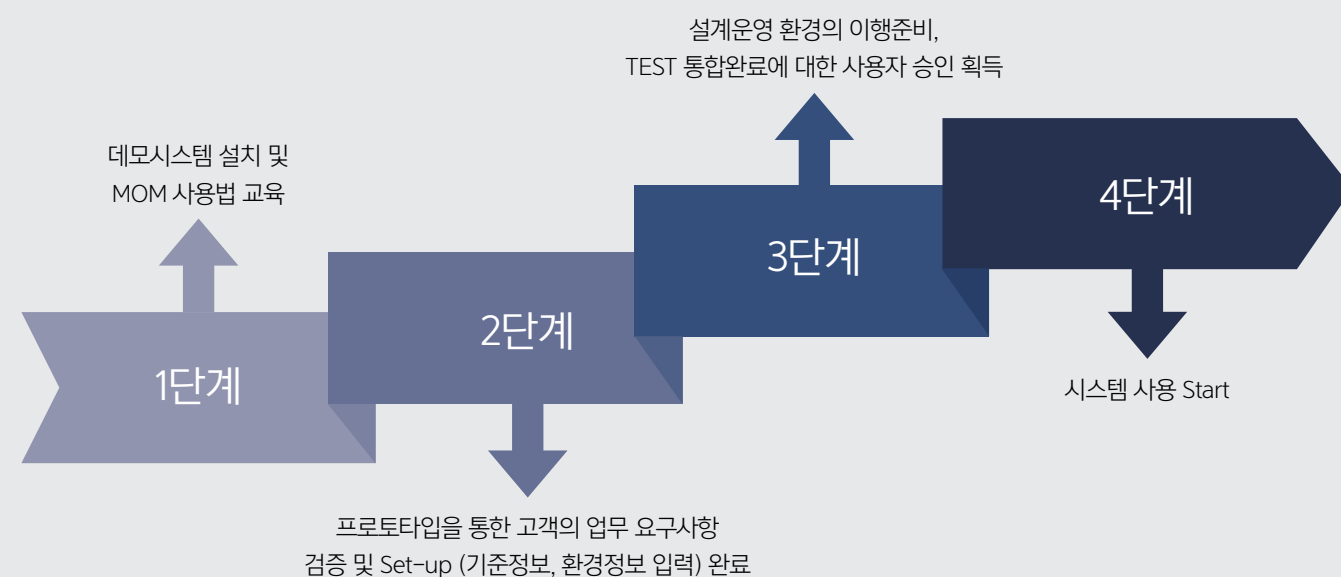 1단계
데모시스템 설치 및
MOM 사용법 교육
2단계
프로토타입을 통한 고객의 업무 요구사항
검증 및 Set-up (기준정보, 환경정보 입력) 완료
3단계
설계운영 환경의 이행준비,
TEST 통합완료에 대한 사용자 승인 획득
4단계
시스템 사용 Start